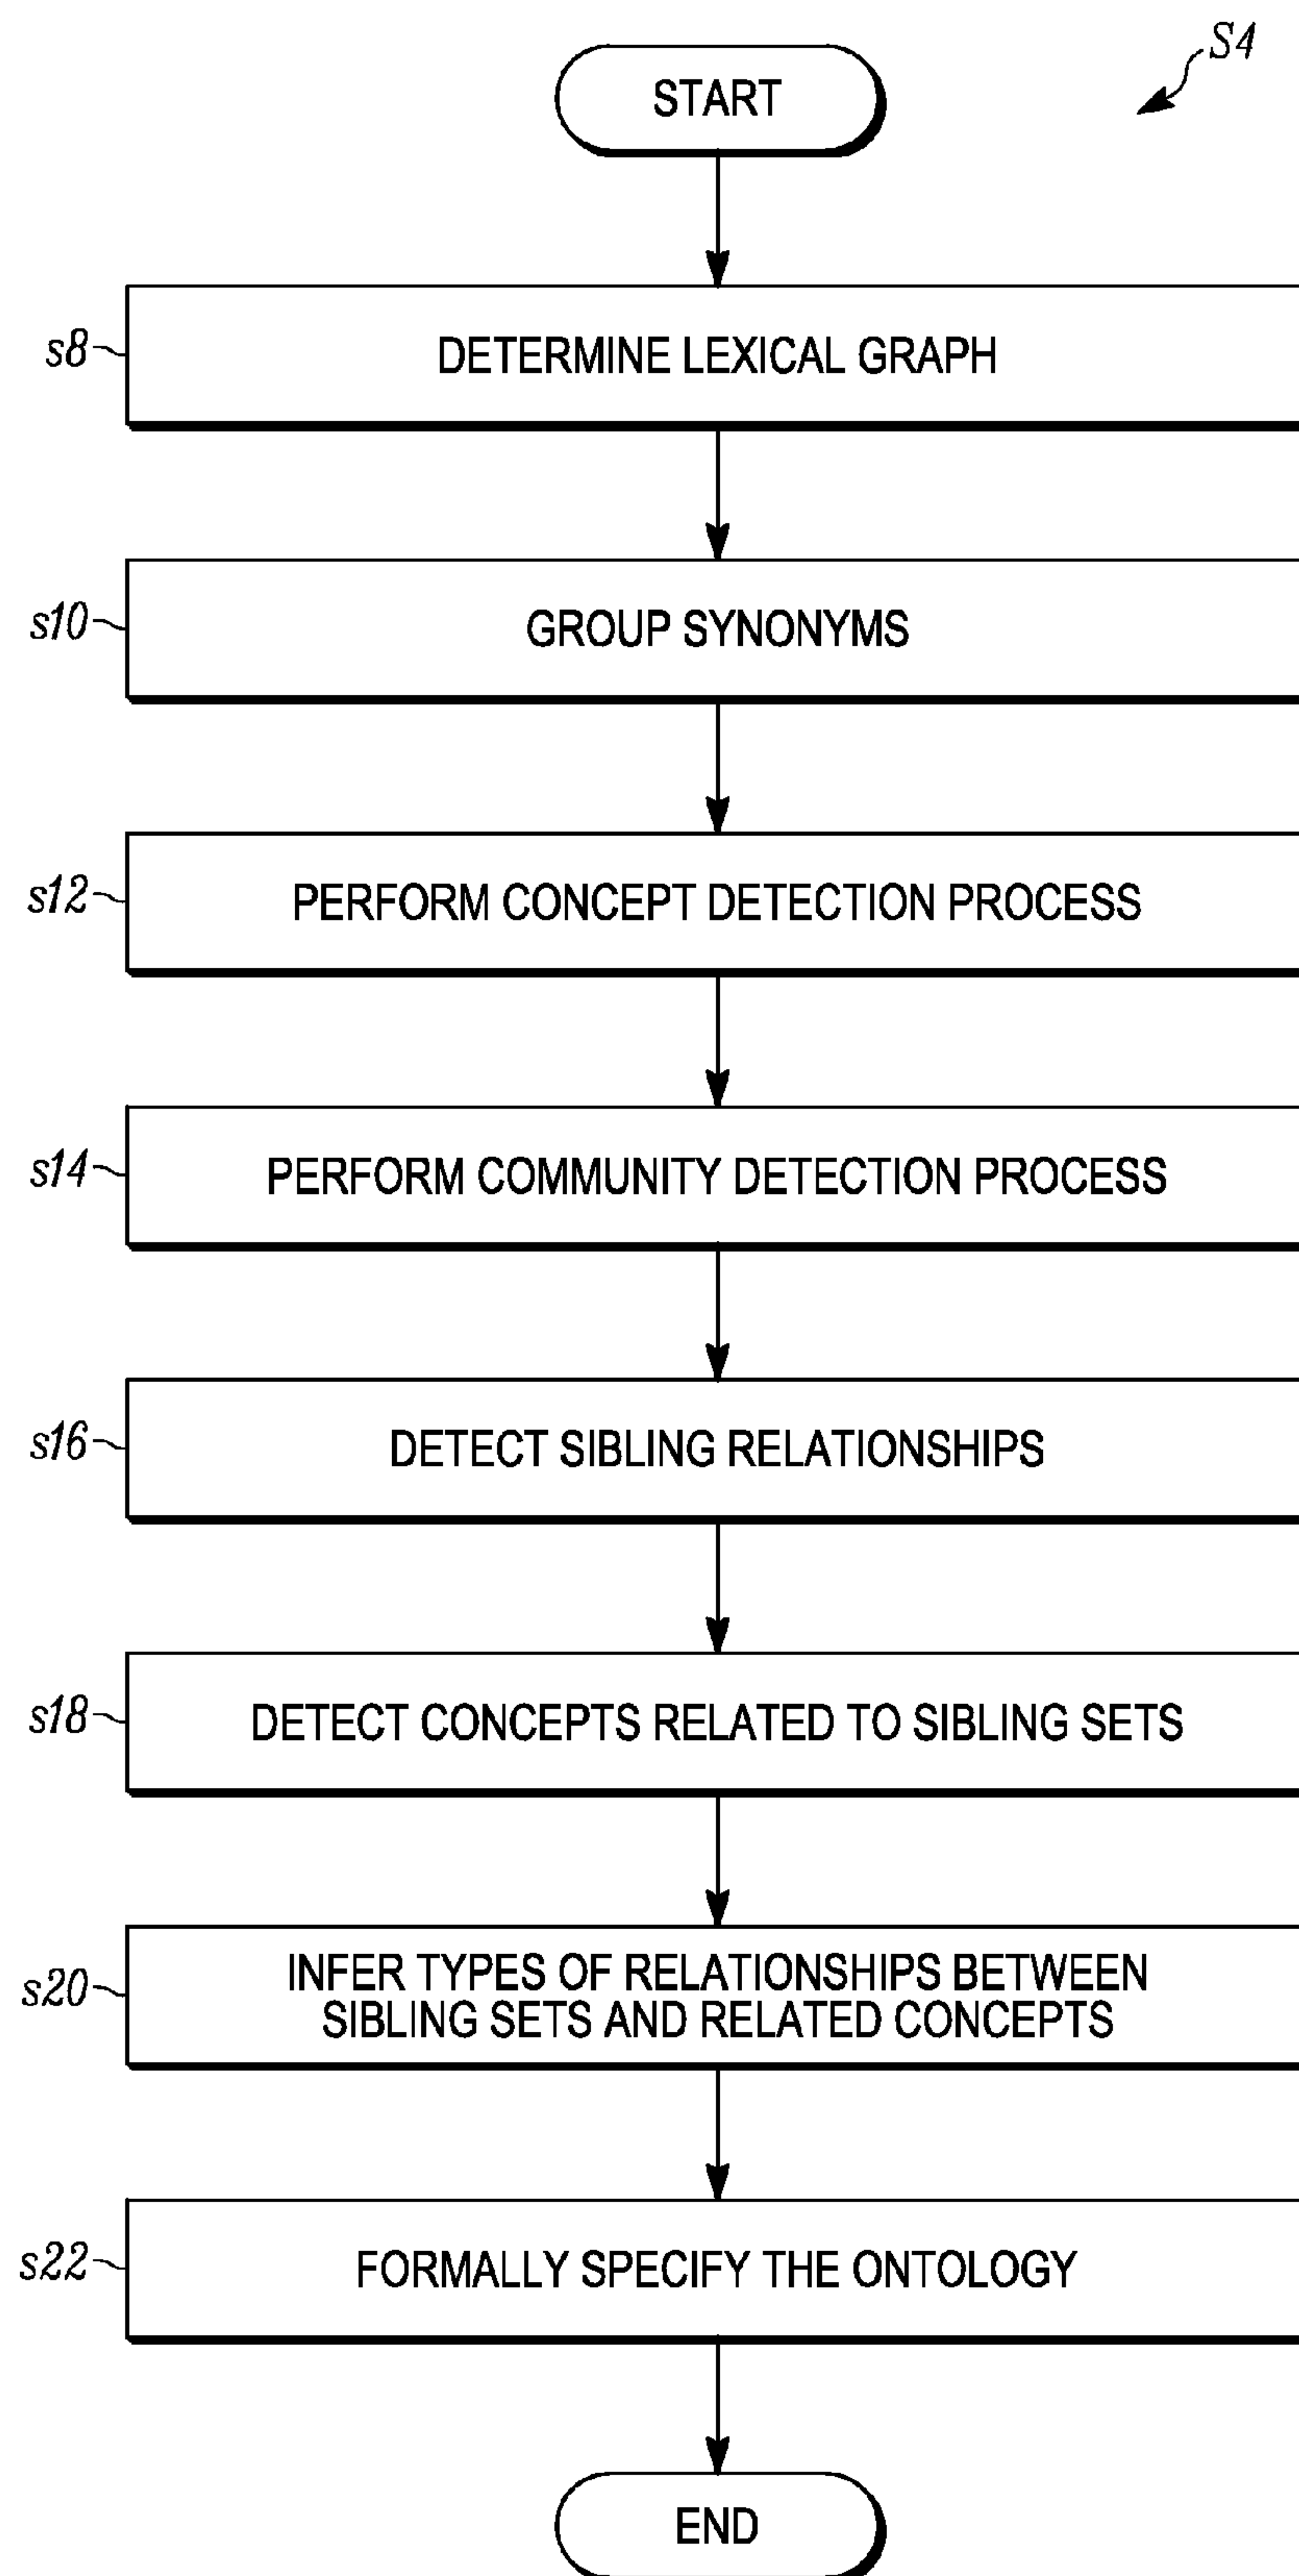 S4
START
s8
DETERMINE LEXICAL GRAPH
s10
GROUP SYNONYMS
s12
PERFORM CONCEPT DETECTION PROCESS
s14
PERFORM COMMUNITY DETECTION PROCESS
s16
DETECT SIBLING RELATIONSHIPS
s18
DETECT CONCEPTS RELATED TO SIBLING SETS
s20
INFER TYPES OF RELATIONSHIPS BETWEEN
SIBLING SETS AND RELATED CONCEPTS
s22
FORMALLY SPECIFY THE ONTOLOGY
END